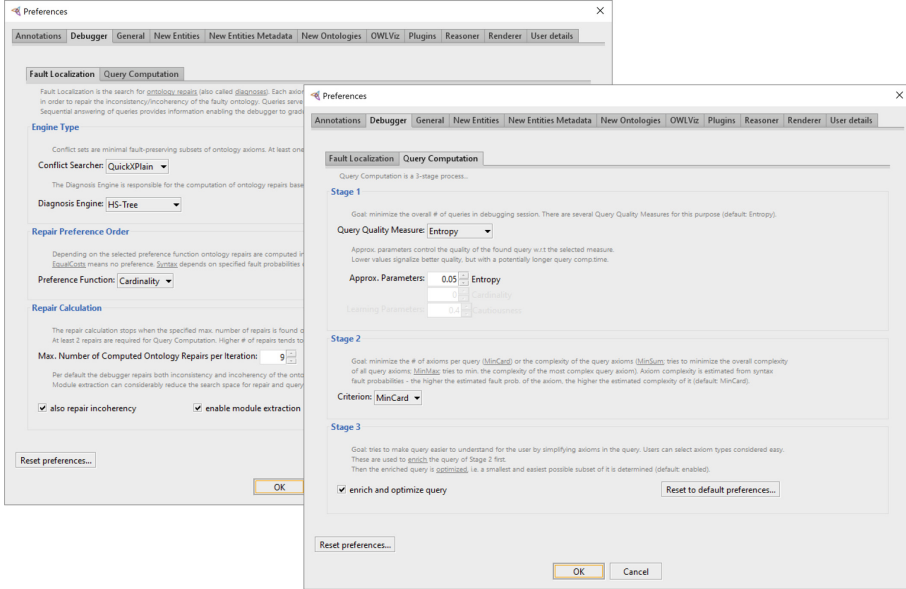 Preferences
Annotations Debugger General New Entities New Entities Metadata New Ontologies OWLViz Plugins Reasoner Renderer User details
Fault Localization Query Computation
Fault Localization is the search for ontology repairs (also called diagnoses). Each axiom
in order to repair the inconsistency/incoherency of the faulty ontology. Queries serve
Sequential answering of queries provides information enabling the debugger to
Engine Type
Conflict sets are minimal fault-preserving subsets of ontology axioms. At least one
Conflict Searcher: QuickXPlain
The Diagnosis Engine is responsible for the computation of ontology repairs
Diagnosis Engine: HS-Tree
Repair Preference Order
Depending on the selected preference function ontology repairs are computed
EqualCosts means no preference. Syntax depends on specified fault probabilities
Preference Function: Cardinality
Repair Calculation
The repair calculation stops when the specified max. number of repairs is found
At least 2 repairs are required for Query Computation. Higher # of repairs tends to
Max. Number of Computed Ontology Repairs per Iteration: 9
Per default the debugger repairs both inconsistency and incoherency of the
Module extraction can considerably reduce the search space for repair and query
also repair incoherency enable module extraction
Reset preferences...
OK
Preferences
Annotations Debugger General New Entities New Entities Metadata New Ontologies OWLViz Plugins Reasoner Renderer User details
Fault Localization Query Computation
Query Computation is a 3-stage process...
Stage 1
Goal: minimize the overall # of queries in debugging session. There are several Query Quality Measures for this purpose (default: Entropy).
Query Quality Measure: Entropy
Approx. parameters control the quality of the found query w.r.t the selected measure.
Lower values signalize better quality, but with a potentially longer query comp.time.
Approx. Parameters: 0.05 Entropy
0 Cardinality
Learning Parameters: 0.4 Cautiousness
Stage 2
Goal: minimize the # of axioms per query (MinCard) or the complexity of the query axioms (MinSum: tries to minimize the overall complexity
of all query axioms; MinMax: tries to min. the complexity of the most complex query axiom). Axiom complexity is estimated from syntax
fault probabilities - the higher the estimated fault prob. of the axiom, the higher the estimated complexity of it (default: MinCard).
Criterion: MinCard
Stage 3
Goal: tries to make query easier to understand for the user by simplifying axioms in the query. Users can select axiom types considered easy.
These are used to enrich the query of Stage 2 first.
Then the enriched query is optimized, i.e. a smallest and easiest possible subset of it is determined (default: enabled).
enrich and optimize query Reset to default preferences...
Reset preferences...
OK Cancel